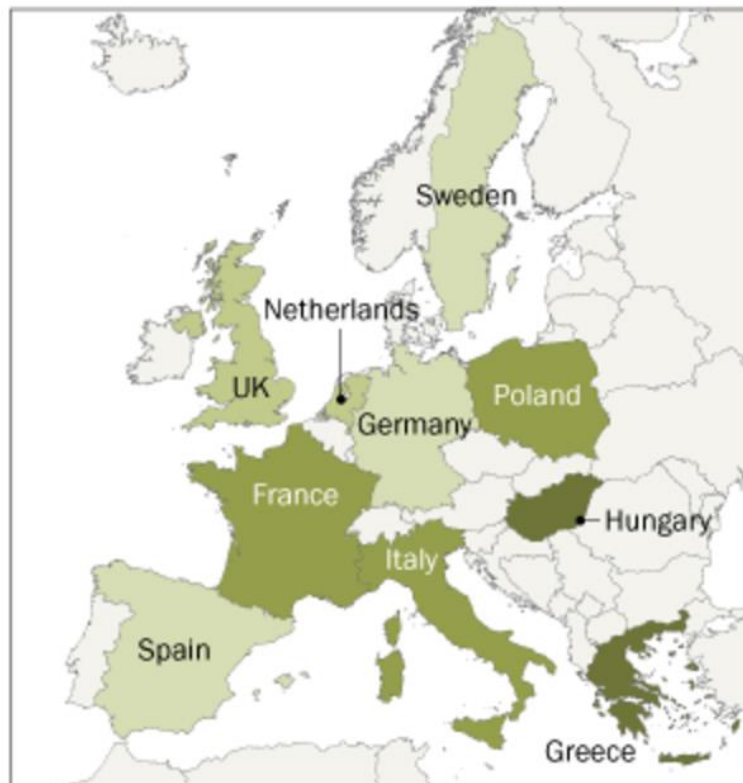 Sweden
Netherlands
UK
Poland
Germany
France
Hungary
Italy
Spain
Greece